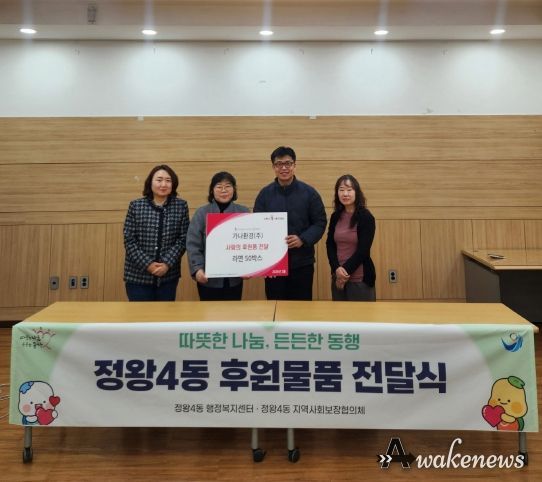 가나환경(주)
사랑의 후원품 전달
라면 50박스
따뜻한 나눔, 든든한 동행
정왕4동 후원물품 전달식
정왕4동 행정복지센터 · 정왕4동 지역사회보장협의체
»Awakenews